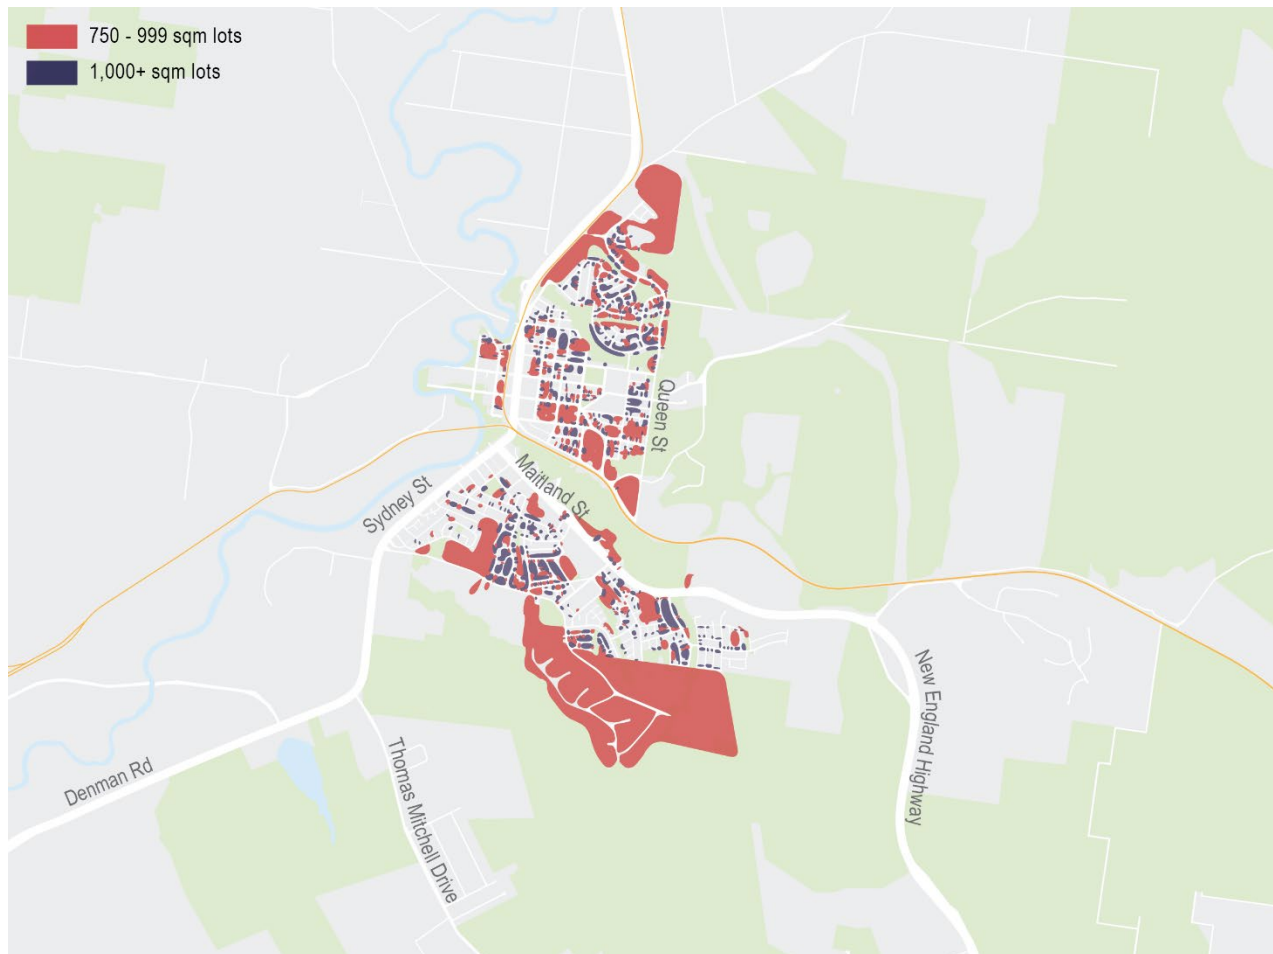 750 - 999 sqm lots
1,000+ sqm lots
Queen St
Maitland St
Sydney St
New England Highway
Denman Rd
Thomas Mitchell Drive